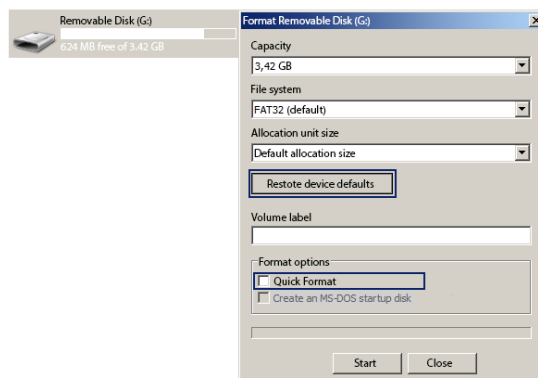 Removable Disk (G:)
624 MB free of 3.42 GB
Format Removable Disk (G:)
Capacity
3,42 GB
File system
FAT32 (default)
Allocation unit size
Default allocation size
Restote device defaults
Volume label
Format options
Quick Format
Create an MS-DOS startup disk
Start
Close